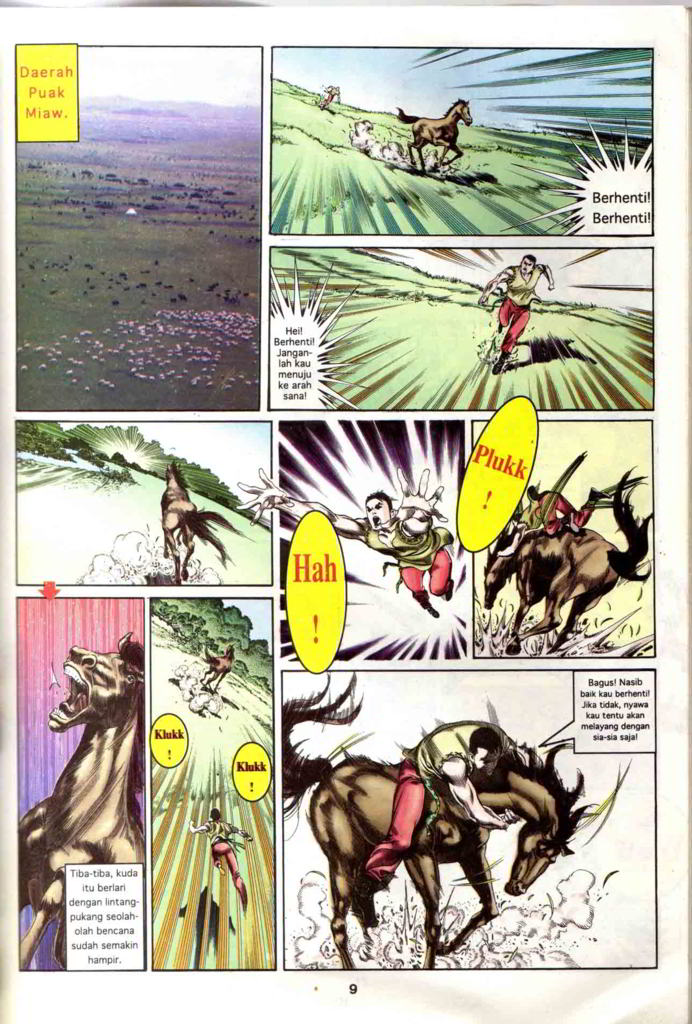 Daerah
Puak
Miaw.
Berhenti!
Berhenti!
Hei!
Berhenti!
Jangan-
lah kau
menuju
ke arah
sana!
Hah
!
Plukk
!
Tiba-tiba, kuda
itu berlari
dengan lintang-
pukang seolah-
olah bencana
sudah semakin
hampir.
Klukk
!
Klukk
!
Bagus! Nasib
baik kau berhenti!
Jika tidak, nyawa
kau tentu akan
melayang dengan
sia-sia saja!
9